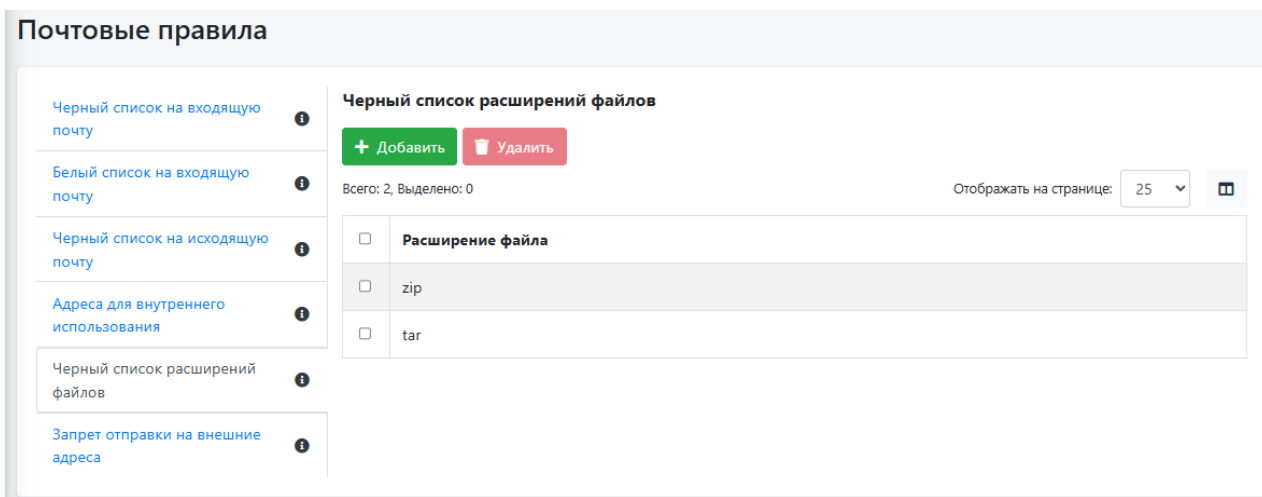 Почтовые правила
Черный список на входящую
почту
Белый список на входящую
почту
Черный список на исходящую
почту
Адреса для внутреннего
использования
Черный список расширений
файлов
Запрет отправки на внешние
адреса
Черный список расширений файлов
+ Добавить Удалить
Всего: 2, Выделено: 0 Отображать на странице: 25
Расширение файла
zip
tar